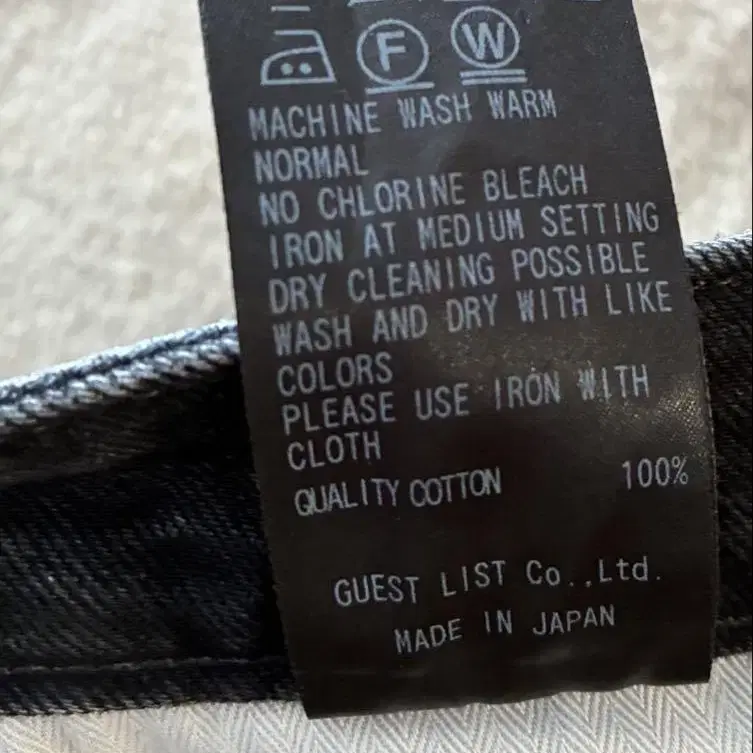 F W
MACHINE WASH WARM
NORMAL
NO CHLORINE BLEACH
IRON AT MEDIUM SETTING
DRY CLEANING POSSIBLE
WASH AND DRY WITH LIKE
COLORS
PLEASE USE IRON WITH
CLOTH
QUALITY COTTON 100%
GUEST LIST Co.,Ltd.
MADE IN JAPAN